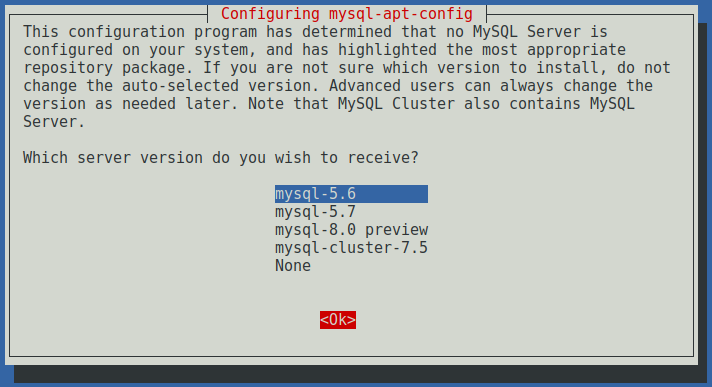 Configuring mysql-apt-config
This configuration program has determined that no MySQL Server is
configured on your system, and has highlighted the most appropriate
repository package. If you are not sure which version to install, do not
change the auto-selected version. Advanced users can always change the
version as needed later. Note that MySQL Cluster also contains MySQL
Server.
Which server version do you wish to receive?
mysql-5.6
mysql-5.7
mysql-8.0 preview
mysql-cluster-7.5
None
<Ok>